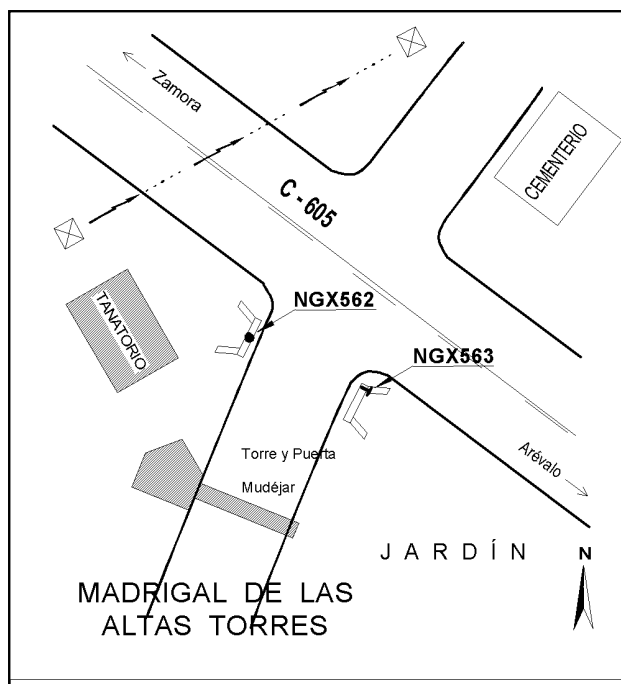 Zamora
C - 605
CEMENTERIO
NGX562
TANATORIO
NGX563
Torre y Puerta
Mudéjar
Arévalo
JARDÍN
N
MADRIGAL DE LAS
ALTAS TORRES